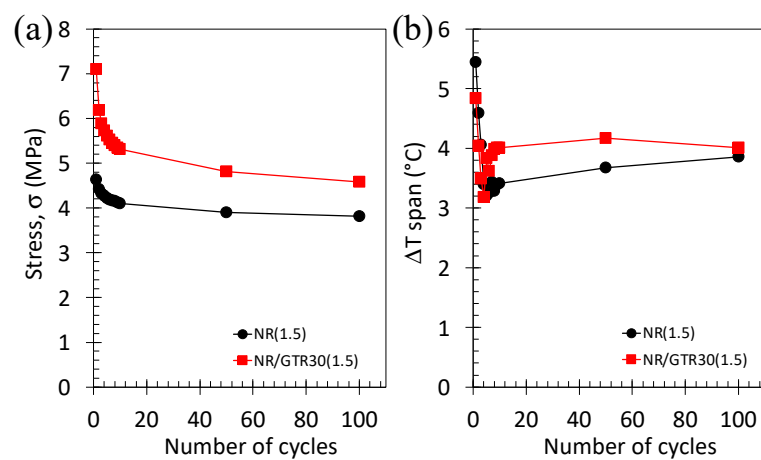 (a)
8
7
6
5
4
3
2
1
0
Stress, σ (MPa)
0 20 40 60 80 100
Number of cycles
NR(1.5)
NR/GTR30(1.5)
(b)
6
5
4
3
2
1
0
ΔT span (°C)
0 20 40 60 80 100
Number of cycles
NR(1.5)
NR/GTR30(1.5)